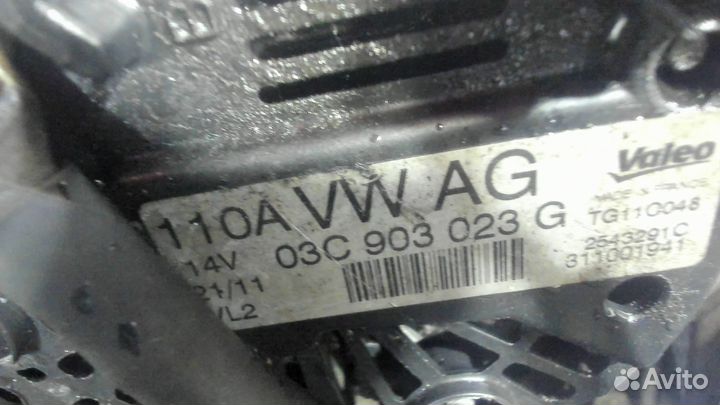 110A VW AG
14V 03C 903 023 G
21/11
/L2
Valeo
MADE IN FRANCE
TG11C048
2543291C
311001941
Avito